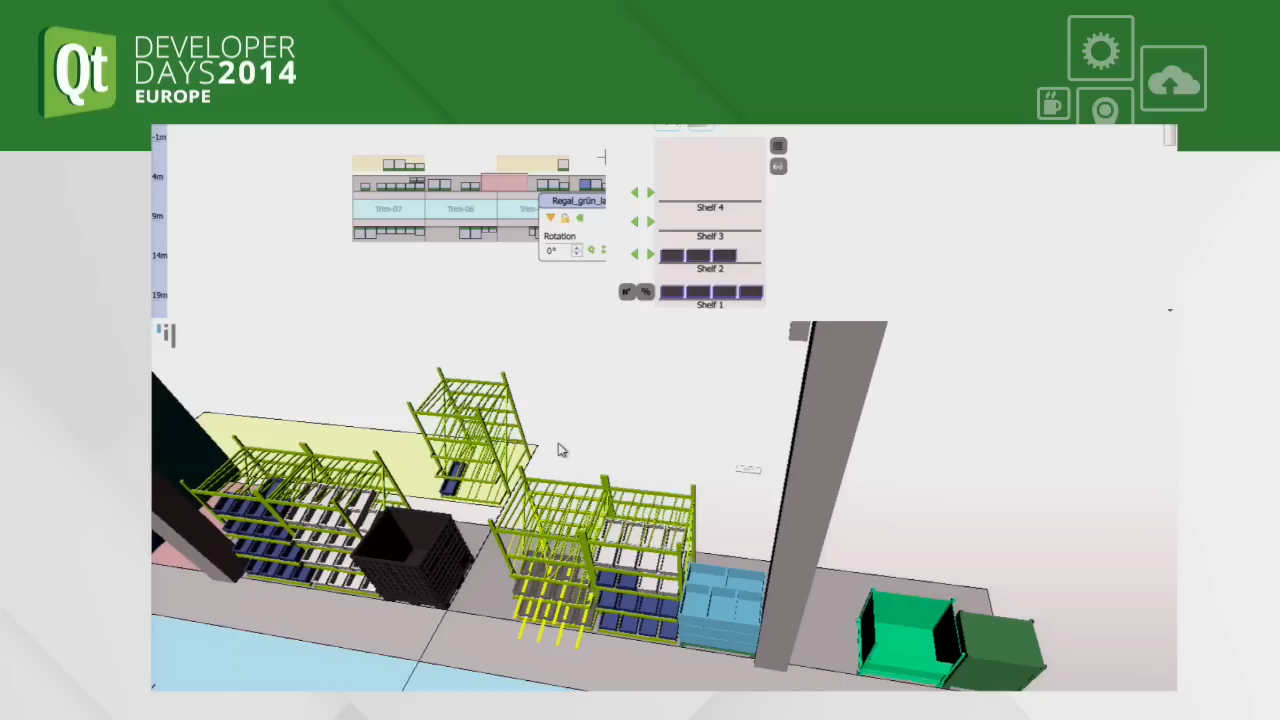 Qt
DEVELOPER
DAYS2014
EUROPE
-1m
4m
9m
14m
19m
Trim-07
Trim-06
Regal_grün_la
Rotation
0°
Shelf 4
Shelf 3
Shelf 2
N°
%
Shelf 1